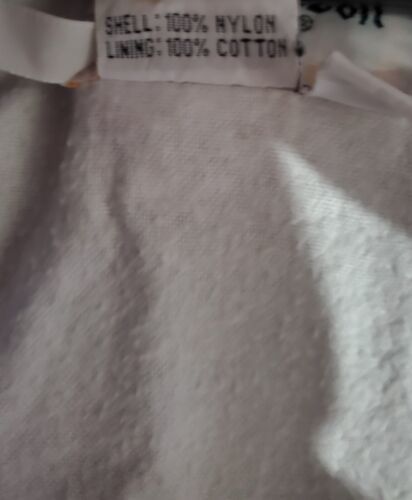 SHELL: 100% NYLON
LINING: 100% COTTON
®